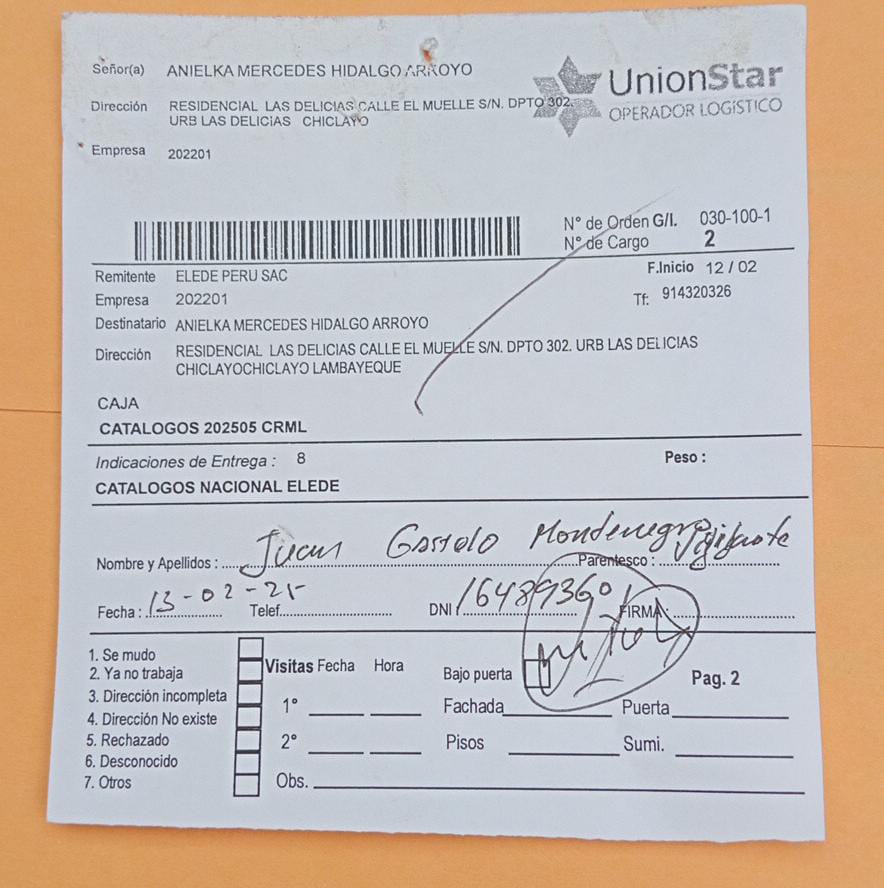 Señor(a) ANIELKA MERCEDES HIDALGO ARROYO
UnionStar
OPERADOR LOGÍSTICO
Dirección RESIDENCIAL LAS DELICIAS CALLE EL MUELLE S/N. DPTO 302.
URB LAS DELICIAS CHICLAYO
Empresa 202201
N° de Orden G/I. 030-100-1
N° de Cargo 2
Remitente ELEDE PERU SAC
F.Inicio 12 / 02
Empresa 202201
Tf: 914320326
Destinatario ANIELKA MERCEDES HIDALGO ARROYO
Dirección RESIDENCIAL LAS DELICIAS CALLE EL MUELLE S/N. DPTO 302. URB LAS DELICIAS
CHICLAYOCHICLAYO LAMBAYEQUE
CAJA
CATALOGOS 202505 CRML
Indicaciones de Entrega : 8 Peso :
CATALOGOS NACIONAL ELEDE
Nombre y Apellidos : Juan Montenegro Parentesco :
Fecha : 13-02-25 Telef. DNI 16489360 FIRMA
1. Se mudo
2. Ya no trabaja
3. Dirección incompleta
4. Dirección No existe
5. Rechazado
6. Desconocido
7. Otros
Visitas Fecha Hora
1°
2°
Obs.
Bajo puerta Pag. 2
Fachada Puerta
Pisos Sumi.